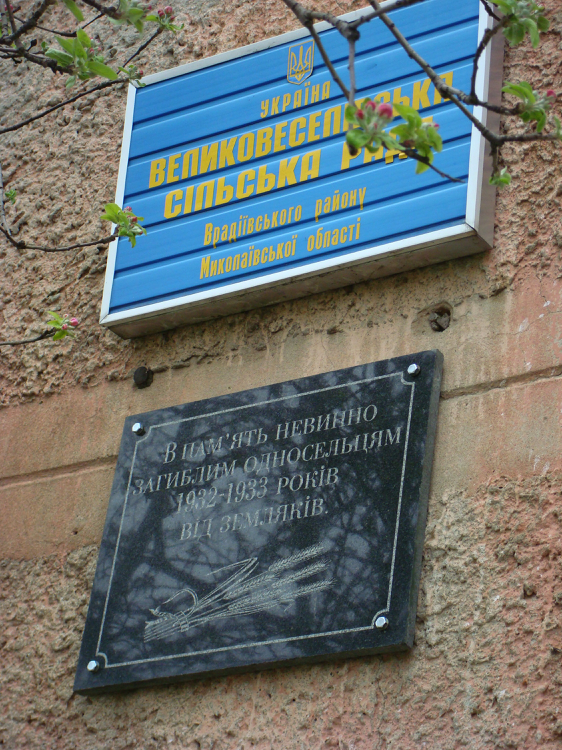 УКРАЇНА
ВЕЛИКОВЕСЕЛІВСЬКА
СІЛЬСЬКА РАДА
Врадіївського району
Миколаївської області
В ПАМ'ЯТЬ НЕВИННО
ЗАГИБЛИМ ОДНОСЕЛЬЦЯМ
1932-1933 РОКІВ
ВІД ЗЕМЛЯКІВ.